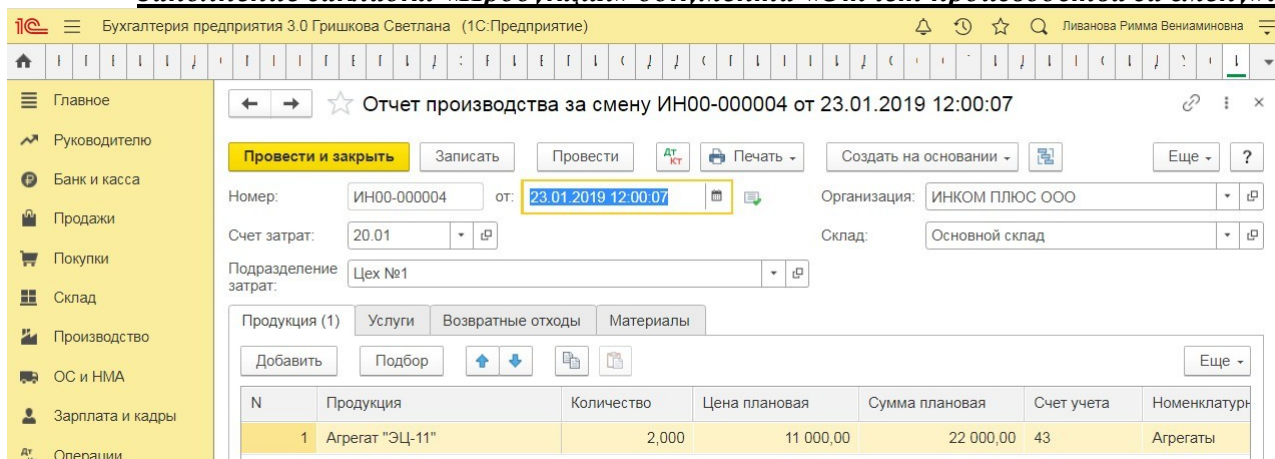 Бухгалтерия предприятия 3.0 Гришкова Светлана (1С:Предприятие)
Ливанова Римма Вениаминовна
Главное
Руководителю
Банк и касса
Продажи
Покупки
Склад
Производство
ОС и НМА
Зарплата и кадры
Операции
Отчет производства за смену ИН00-000004 от 23.01.2019 12:00:07
Провести и закрыть Записать Провести Дт Кт Печать Создать на основании Еще ?
Номер: ИН00-000004 от: 23.01.2019 12:00:07 Организация: ИНКОМ ПЛЮС ООО
Счет затрат: 20.01 Склад: Основной склад
Подразделение затрат: Цех №1
Продукция (1) Услуги Возвратные отходы Материалы
Добавить Подбор Еще
N Продукция Количество Цена плановая Сумма плановая Счет учета Номенклатурн
1 Агрегат "ЭЦ-11" 2,000 11 000,00 22 000,00 43 Агрегаты